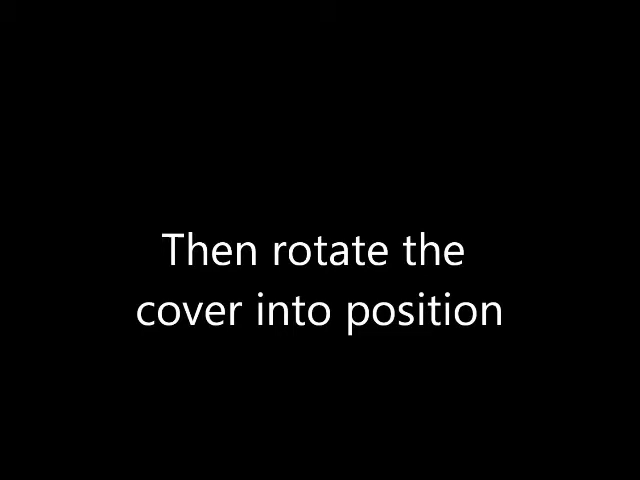 Then rotate the
cover into position